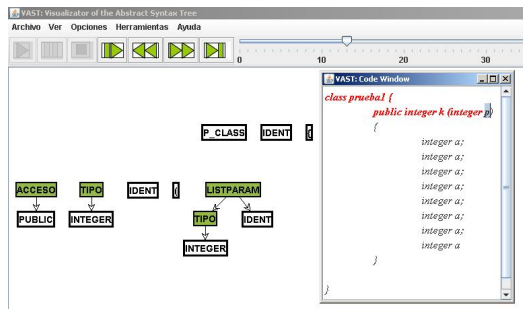 VAST: Visualizator of the Abstract Syntax Tree
Archivo Ver Opciones Herramientas Ayuda
0 10 20 30
VAST: Code Window
class prueba1 {
public integer k (integer p)
{
integer a;
integer a;
integer a;
integer a;
integer a;
integer a;
integer a;
integer a
}
}
P_CLASS IDENT {
ACCESO TIPO IDENT ( LISTPARAM
PUBLIC INTEGER TIPO IDENT
INTEGER